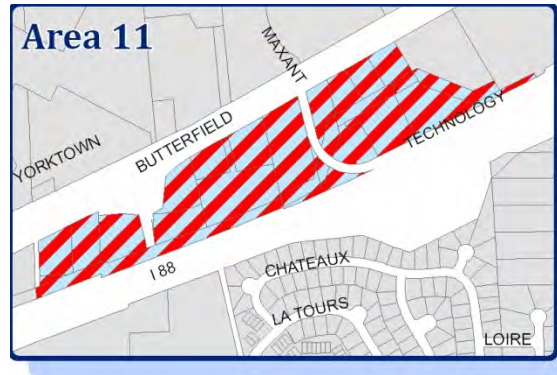 Area 11
MAXANT
BUTTERFIELD
YORKTOWN
TECHNOLOGY
I 88
CHATEAUX
LA TOURS
LOIRE